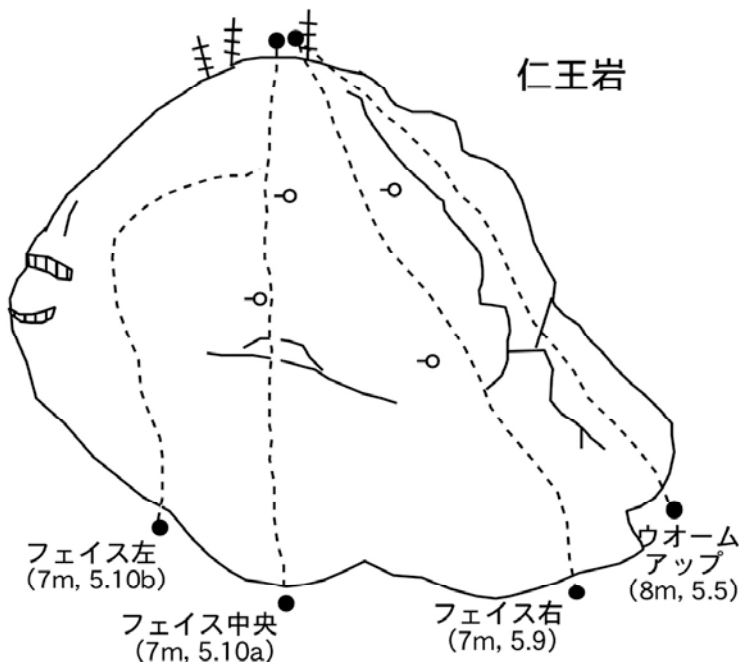 仁王岩
フェイス左
(7m, 5.10b)
フェイス中央
(7m, 5.10a)
フェイス右
(7m, 5.9)
ウオーム
アップ
(8m, 5.5)